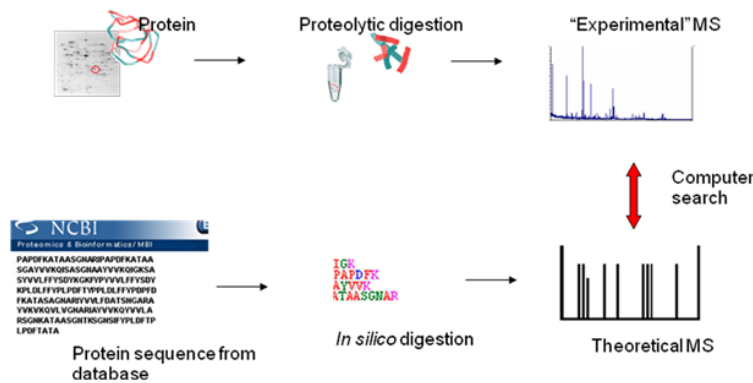 Protein
Proteolytic digestion
“Experimental” MS
Computer
search
NCBI
Proteomics & Bioinformatics/ MBI
PAPDFKATAASGNARIPAPDFKATAA
SGAYVVKQISASGNAAYVVKQIGKSA
SYVVLFFYSDYKGKFYPYVVLFFYSDY
KPLDLFFYPLPDFTYPPLDLFFYPDPFD
FKATASAGNARIYVVLFDATSNGARA
YVKVKQVLVGNARIAYVVKQYVVLA
RSGNKATAASGNTKSGNSIFYPLDFTP
LPDFTATA
IGK
PAPDFK
AYVVK
ATAASGNAR
Protein sequence from
database
In silico digestion
Theoretical MS